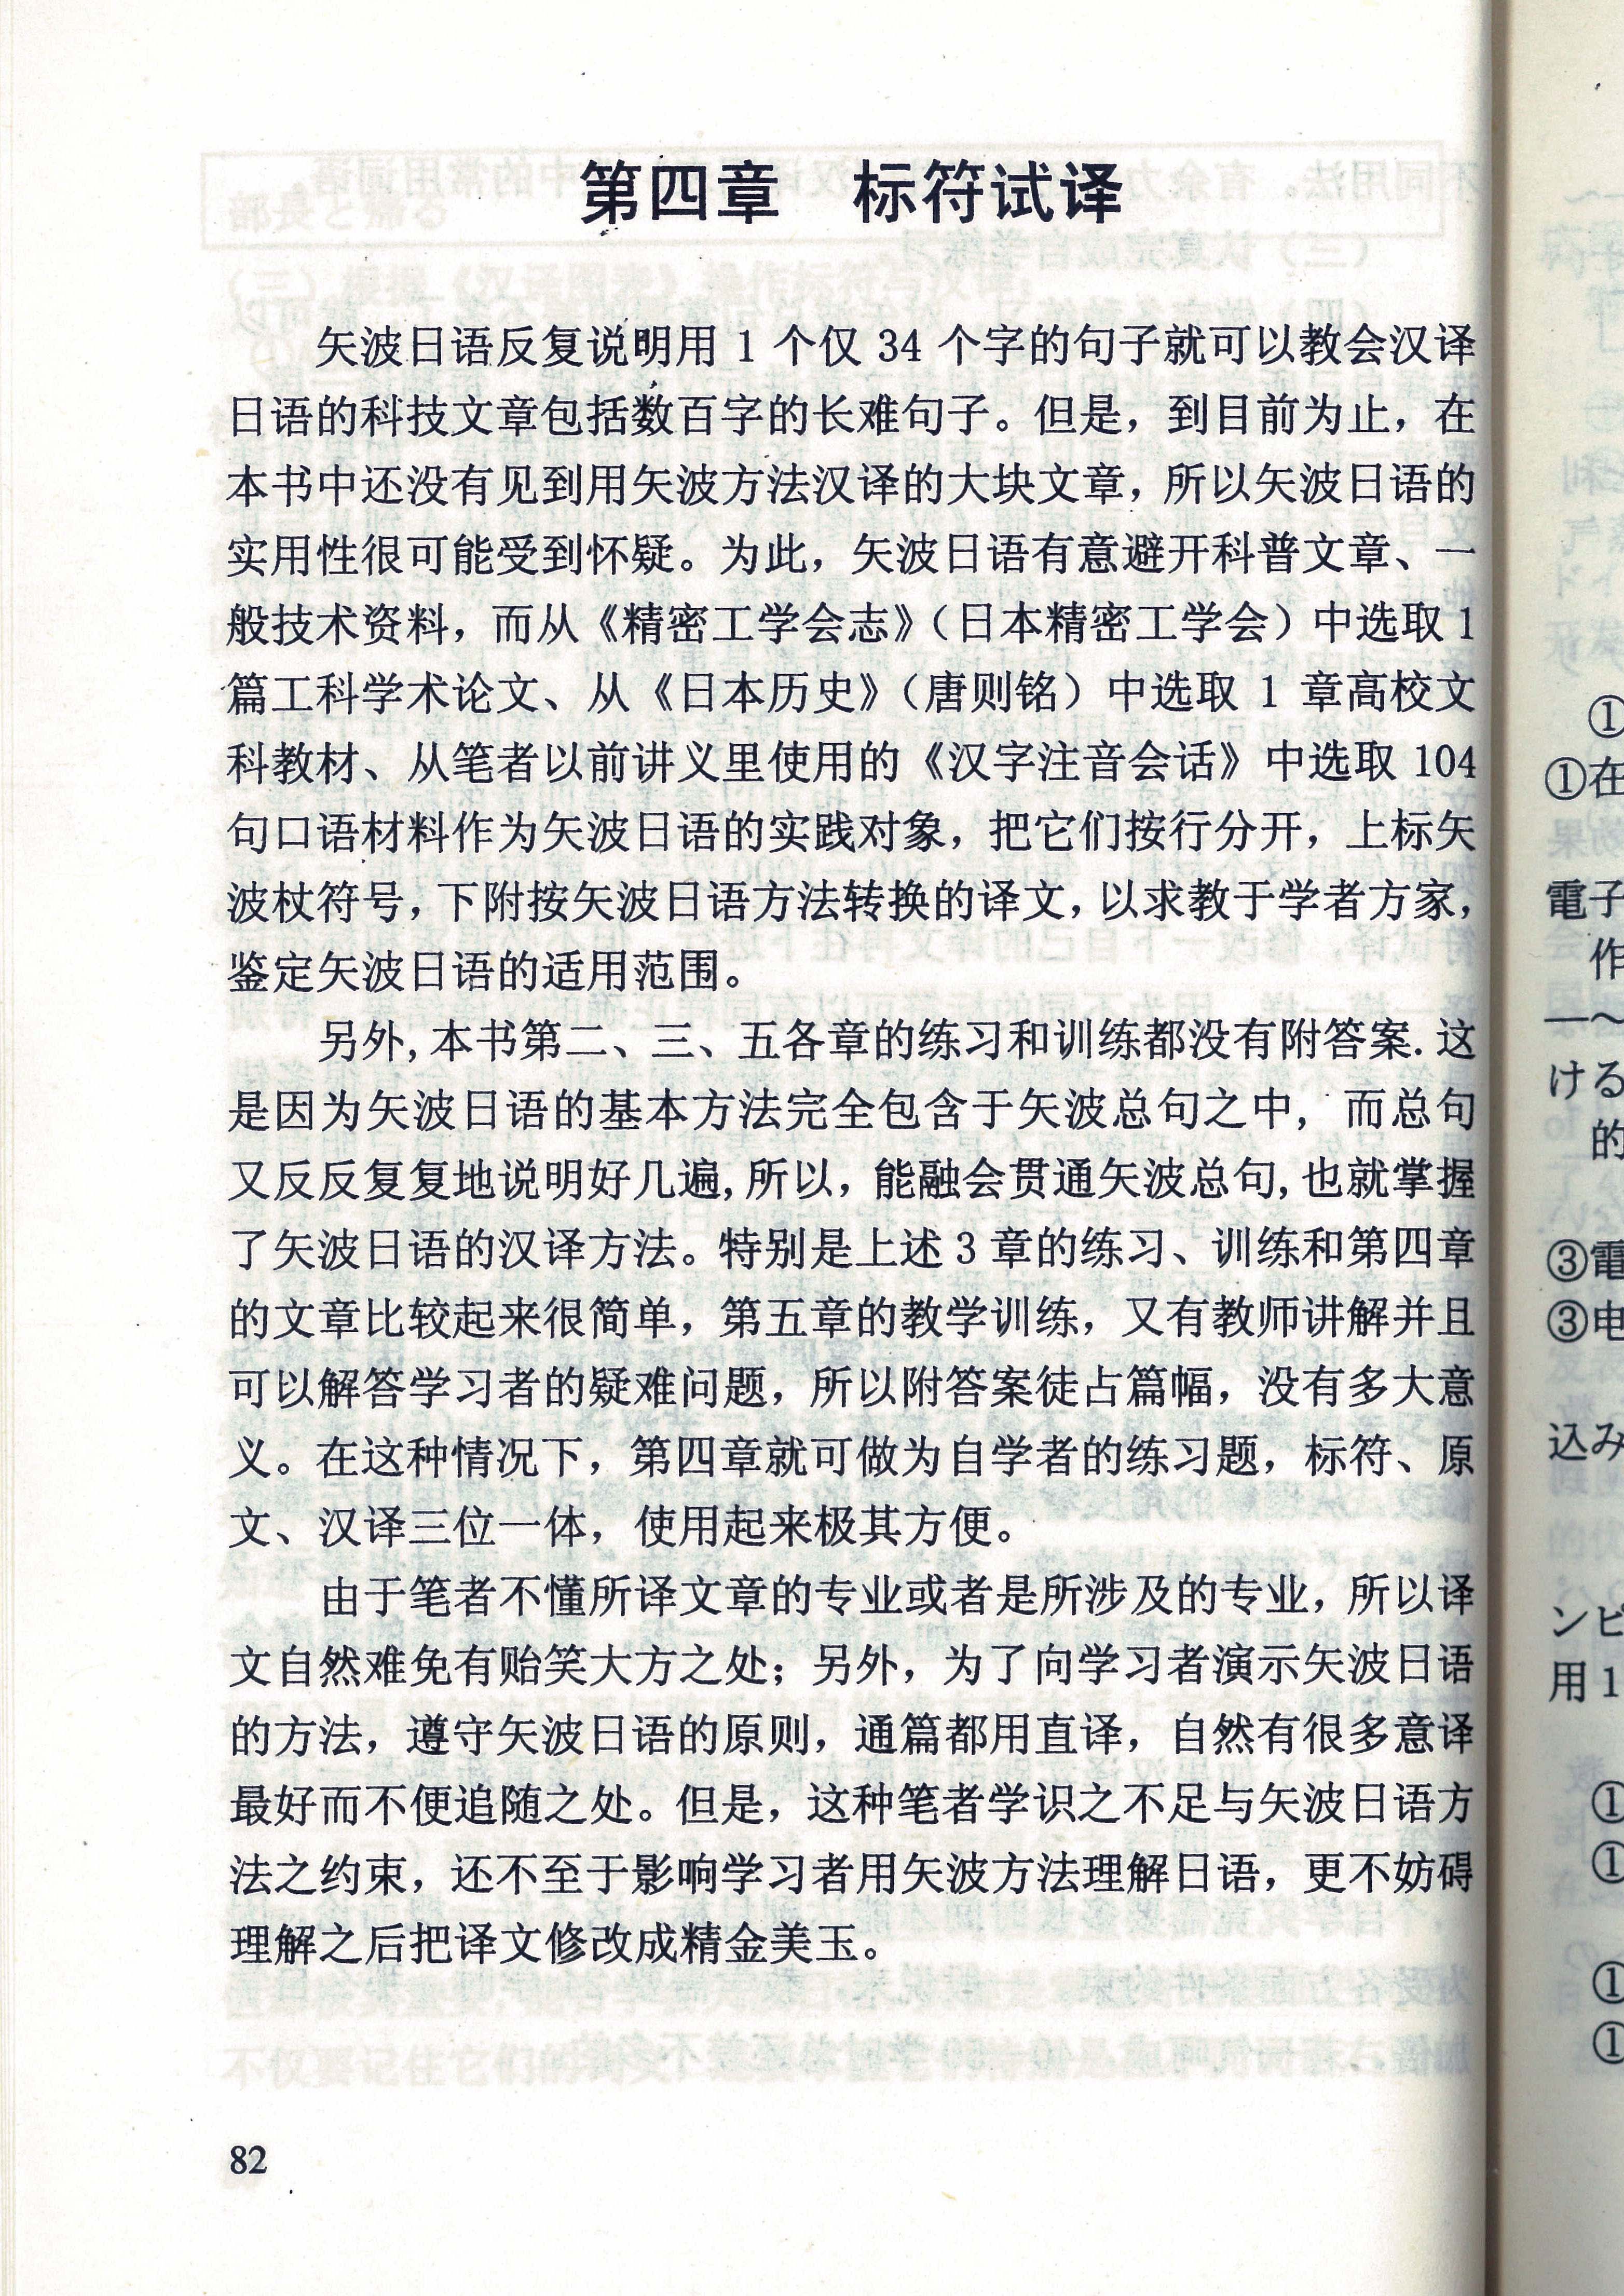 第四章 标符试译
矢波日语反复说明用 1 个仅 34 个字的句子就可以教会汉译
日语的科技文章包括数百字的长难句子。但是，到目前为止，在
本书中还没有见到用矢波方法汉译的大块文章，所以矢波日语的
实用性很可能受到怀疑。为此，矢波日语有意避开科普文章、一
般技术资料，而从《精密工学会志》（日本精密工学会）中选取 1
篇工科学术论文、从《日本历史》（唐则铭）中选取 1 章高校文
科教材、从笔者以前讲义里使用的《汉字注音会话》中选取 104
句口语材料作为矢波日语的实践对象，把它们按行分开，上标矢
波杖符号，下附按矢波日语方法转换的译文，以求教于学者方家，
鉴定矢波日语的适用范围。
另外，本书第二、三、五各章的练习和训练都没有附答案. 这
是因为矢波日语的基本方法完全包含于矢波总句之中，而总句
又反反复复地说明好几遍，所以，能融会贯通矢波总句，也就掌握
了矢波日语的汉译方法。特别是上述 3 章的练习、训练和第四章
的文章比较起来很简单，第五章的教学训练，又有教师讲解并且
可以解答学习者的疑难问题，所以附答案徒占篇幅，没有多大意
义。在这种情况下，第四章就可做为自学者的练习题，标符、原
文、汉译三位一体，使用起来极其方便。
由于笔者不懂所译文章的专业或者是所涉及的专业，所以译
文自然难免有贻笑大方之处；另外，为了向学习者演示矢波日语
的方法，遵守矢波日语的原则，通篇都用直译，自然有很多意译
最好而不便追随之处。但是，这种笔者学识之不足与矢波日语方
法之约束，还不至于影响学习者用矢波方法理解日语，更不妨碍
理解之后把译文修改成精金美玉。
82
①
①在
電子
作
ける
的
③電
③电
込み
ンピ
用 1
①
①
①
①